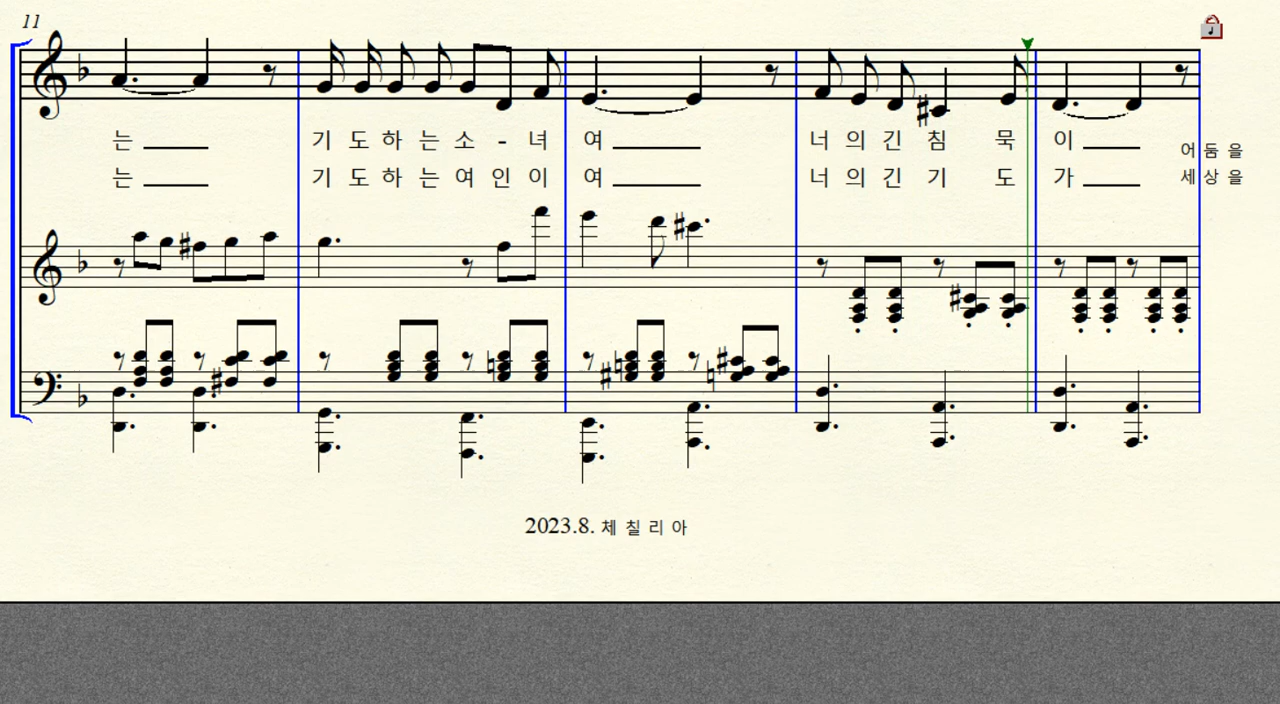 11
는 기 도 하 는 소 - 녀 여 너 의 긴 침 묵 이 어 둠 을
는 기 도 하 는 여 인 이 여 너 의 긴 기 도 가 세 상 을
2023.8. 체 칠 리 아